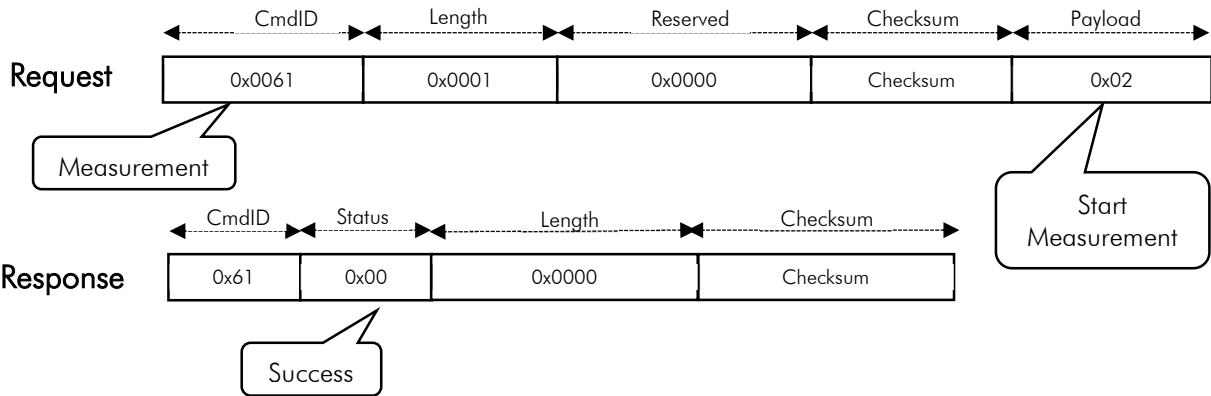 CmdID Length Reserved Checksum Payload
Request 0x0061 0x0001 0x0000 Checksum 0x02
Measurement
Start
Measurement
CmdID Status Length Checksum
Response 0x61 0x00 0x0000 Checksum
Success